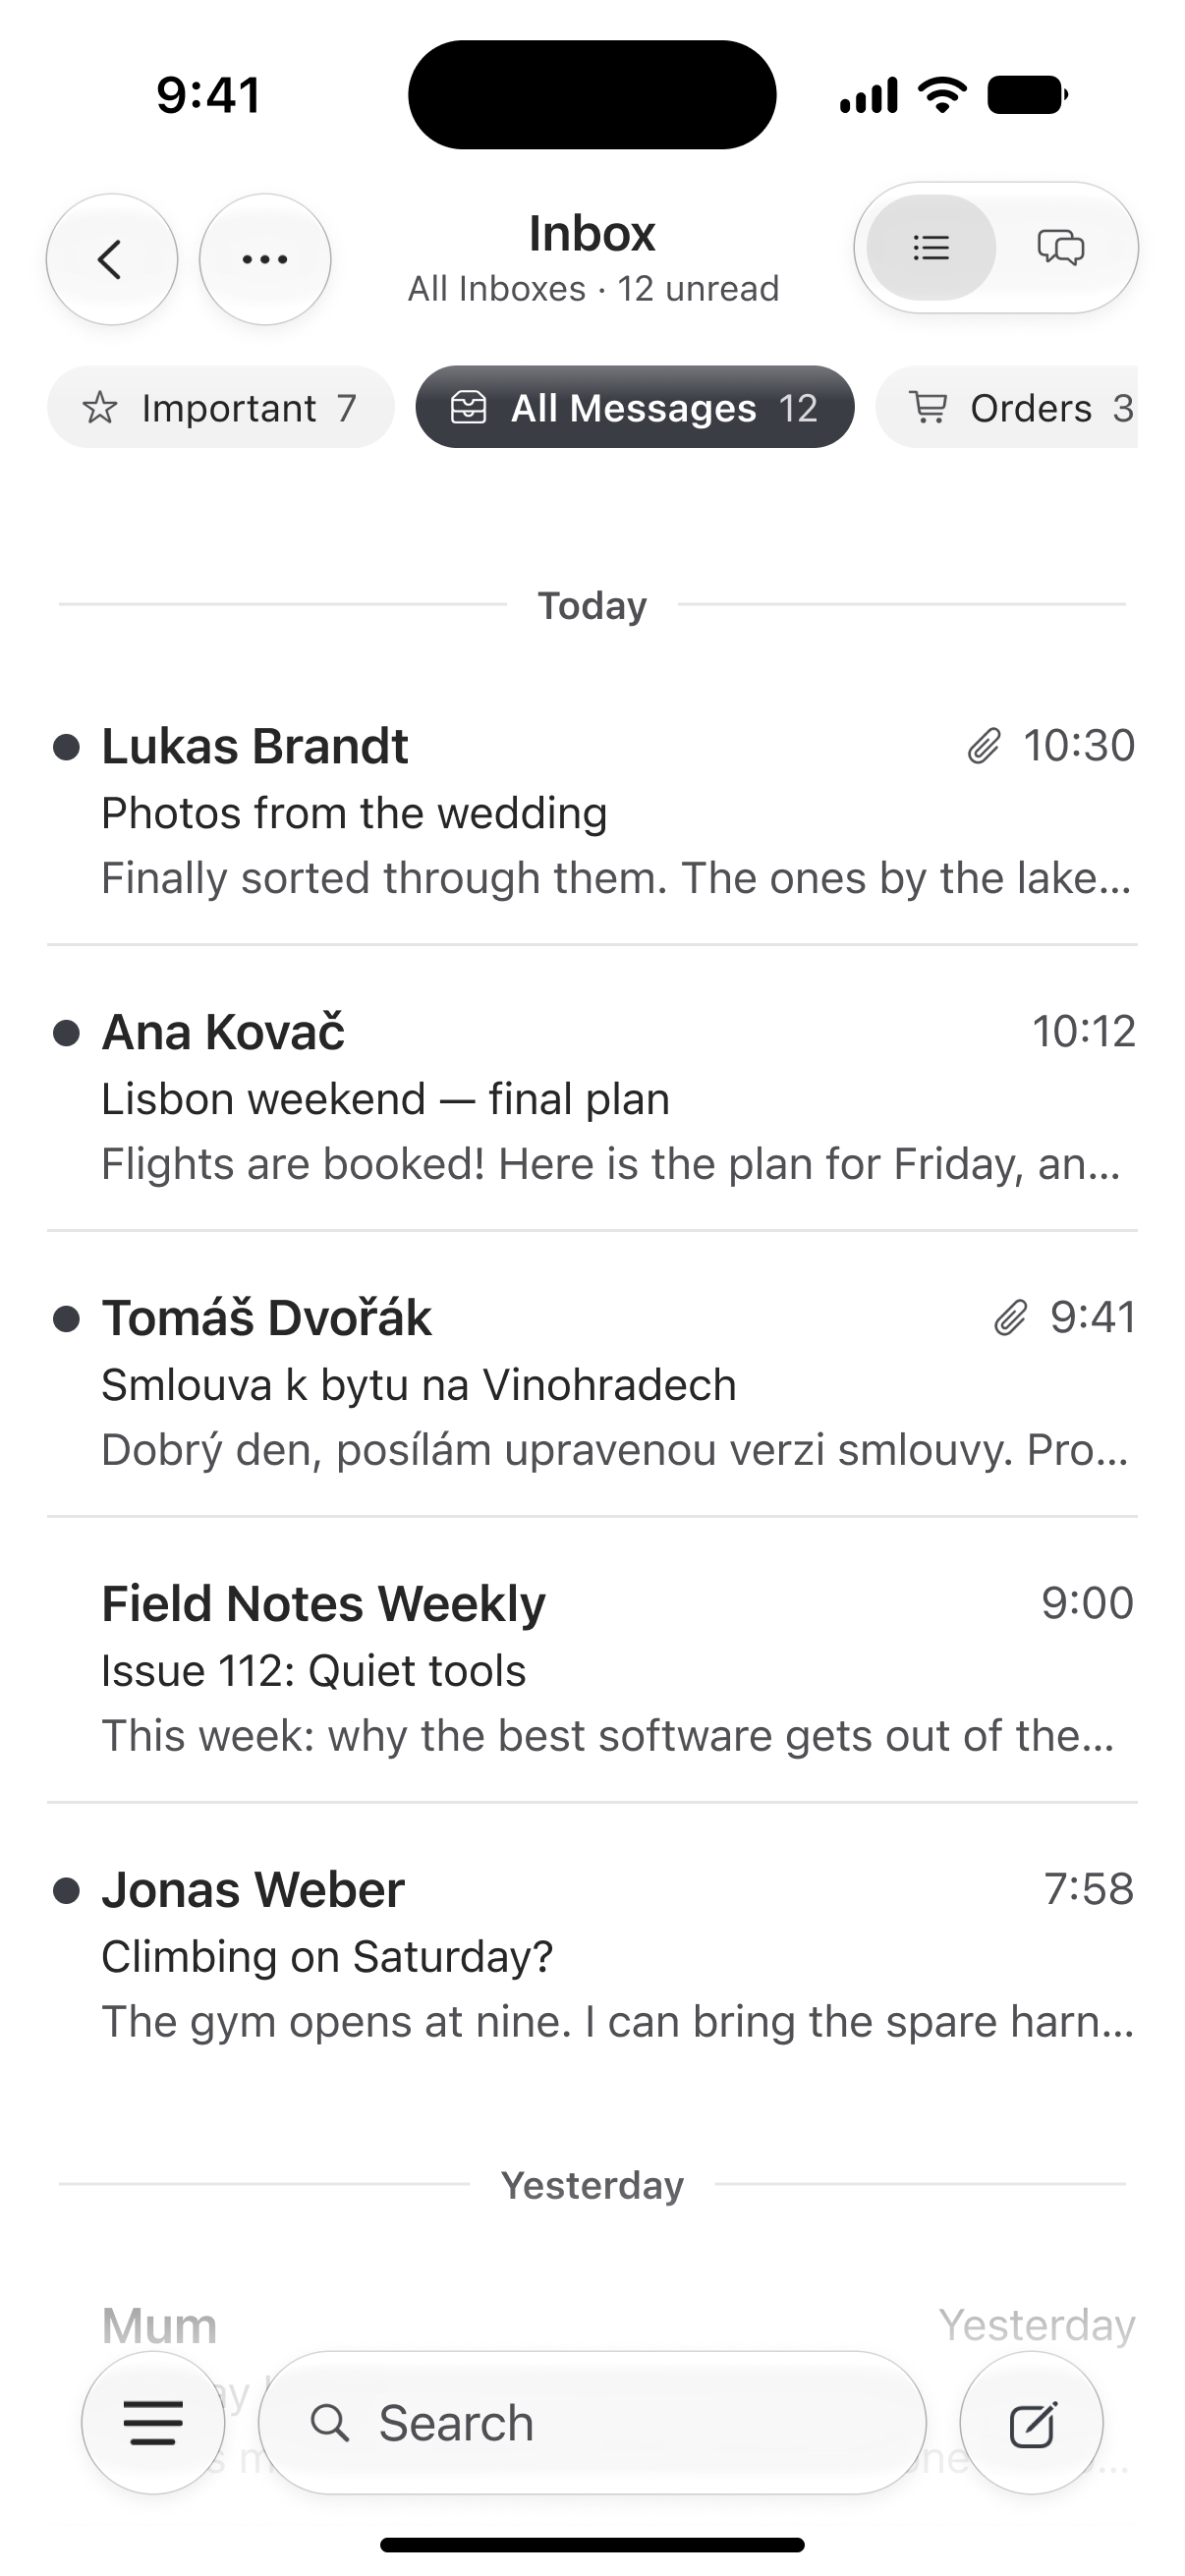 9:41
Inbox
All Inboxes · 12 unread
Important 7
All Messages 12
Orders 3
Today
Lukas Brandt 10:30
Photos from the wedding
Finally sorted through them. The ones by the lake...
Ana Kovač 10:12
Lisbon weekend — final plan
Flights are booked! Here is the plan for Friday, an...
Tomáš Dvořák 9:41
Smlouva k bytu na Vinohradech
Dobrý den, posílám upravenou verzi smlouvy. Pro...
Field Notes Weekly 9:00
Issue 112: Quiet tools
This week: why the best software gets out of the...
Jonas Weber 7:58
Climbing on Saturday?
The gym opens at nine. I can bring the spare harn...
Yesterday
Mum Yesterday
Search